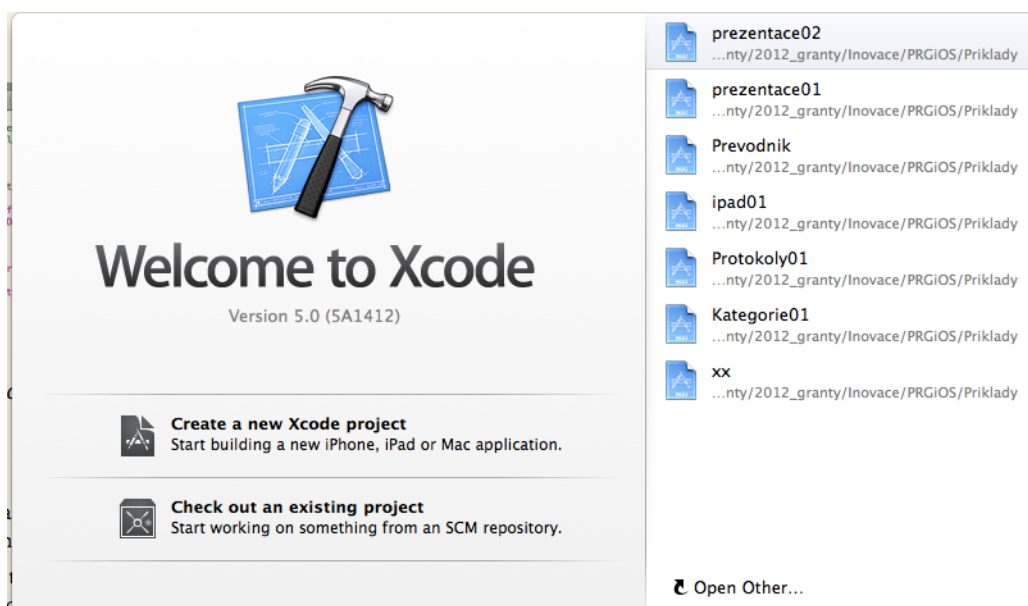 Welcome to Xcode
Version 5.0 (5A1412)
Create a new Xcode project
Start building a new iPhone, iPad or Mac application.
Check out an existing project
Start working on something from an SCM repository.
prezentace02
...nty/2012_granty/Inovace/PRGiOS/Priklady
prezentace01
...nty/2012_granty/Inovace/PRGiOS/Priklady
Prevodnik
...nty/2012_granty/Inovace/PRGiOS/Priklady
ipad01
...nty/2012_granty/Inovace/PRGiOS/Priklady
Protokoly01
...nty/2012_granty/Inovace/PRGiOS/Priklady
Kategorie01
...nty/2012_granty/Inovace/PRGiOS/Priklady
xx
...nty/2012_granty/Inovace/PRGiOS/Priklady
Open Other...